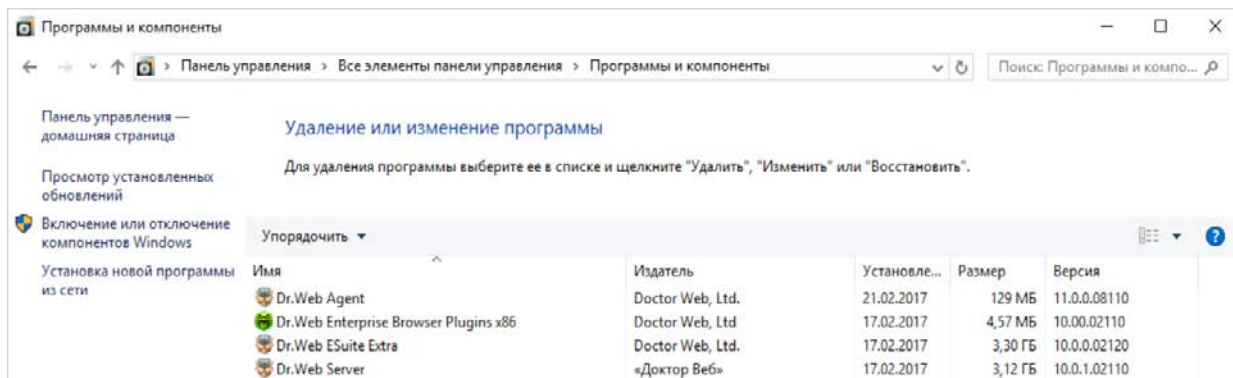 Программы и компоненты
Панель управления > Все элементы панели управления > Программы и компоненты
Поиск: Программы и компо...
Панель управления —
домашняя страница
Просмотр установленных
обновлений
Включение или отключение
компонентов Windows
Установка новой программы
из сети
Удаление или изменение программы
Для удаления программы выберите ее в списке и щелкните "Удалить", "Изменить" или "Восстановить".
Упорядочить
Имя Издатель Установле... Размер Версия
Dr.Web Agent Doctor Web, Ltd. 21.02.2017 129 МБ 11.0.0.08110
Dr.Web Enterprise Browser Plugins x86 Doctor Web, Ltd 17.02.2017 4,57 МБ 10.00.02110
Dr.Web ESuite Extra Doctor Web, Ltd. 17.02.2017 3,30 ГБ 10.0.0.02120
Dr.Web Server «Доктор Веб» 17.02.2017 3,12 ГБ 10.0.1.02110